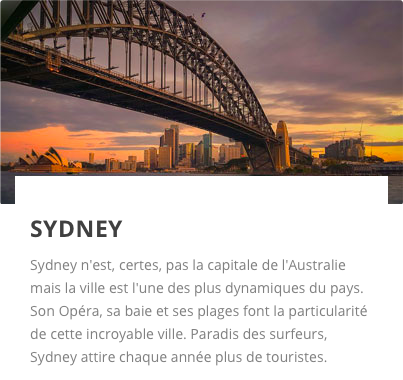 SYDNEY
Sydney n'est, certes, pas la capitale de l'Australie
mais la ville est l'une des plus dynamiques du pays.
Son Opéra, sa baie et ses plages font la particularité
de cette incroyable ville. Paradis des surfeurs,
Sydney attire chaque année plus de touristes.